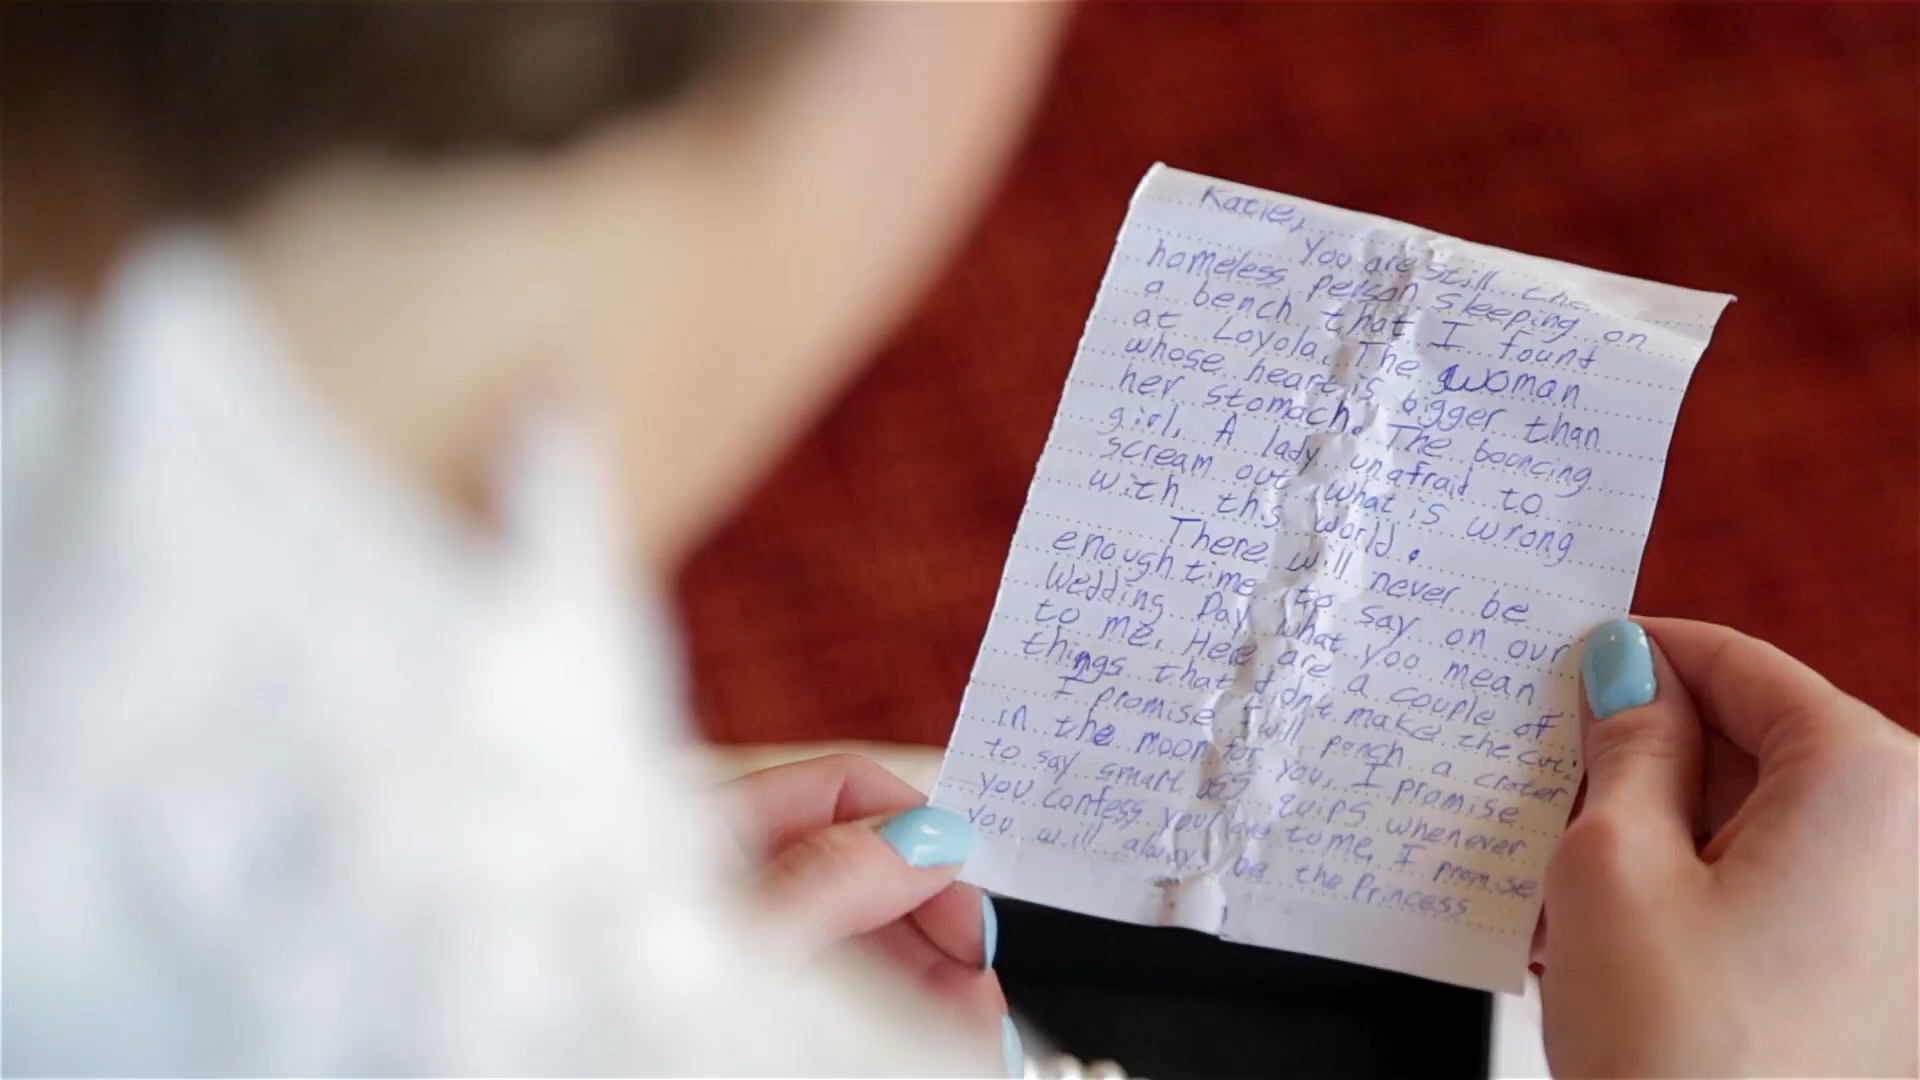 Katie,
You are still the
homeless person sleeping on
a bench that I found
at Loyola. The woman
whose heart is bigger than
her stomach. The bouncing
girl. A lady unafraid to
scream out what is wrong
with ths world.
There will never be
enough time to say on our
Wedding Day what you mean
to me. Here are a couple of
things that didnt make the cut.
I promise I will punch a crater
in the moon for you, I promise
to say smart ass quips whenever
you confess your to me, I promise
you will always be the Princess